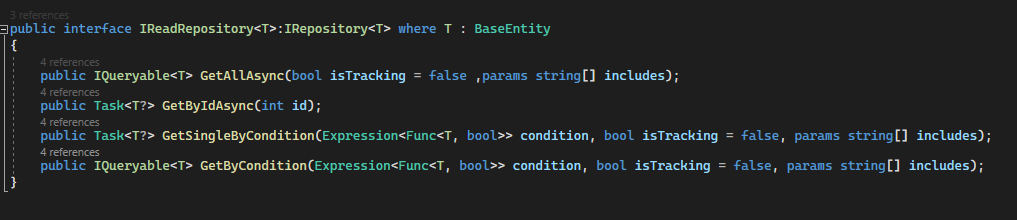 3 references
public interface IReadRepository<T>:IRepository<T> where T : BaseEntity
{
4 references
public IQueryable<T> GetAllAsync(bool isTracking = false ,params string[] includes);
4 references
public Task<T?> GetByIdAsync(int id);
4 references
public Task<T?> GetSingleByCondition(Expression<Func<T, bool>> condition, bool isTracking = false, params string[] includes);
4 references
public IQueryable<T> GetByCondition(Expression<Func<T, bool>> condition, bool isTracking = false, params string[] includes);
}